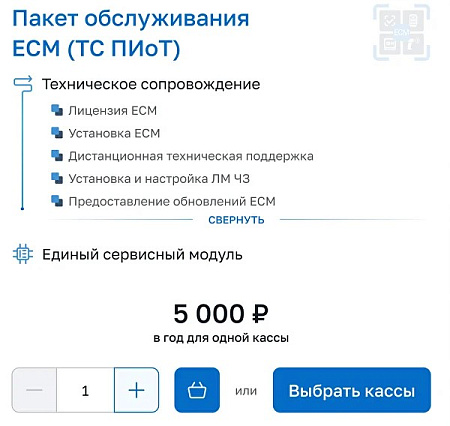 Пакет обслуживания
ЕСМ (ТС ПИоТ)
ЕСМ
Техническое сопровождение
Лицензия ЕСМ
Установка ЕСМ
Дистанционная техническая поддержка
Установка и настройка ЛМ ЧЗ
Предоставление обновлений ЕСМ
СВЕРНУТЬ
Единый сервисный модуль
5 000 ₽
в год для одной кассы
— 1 + или Выбрать кассы